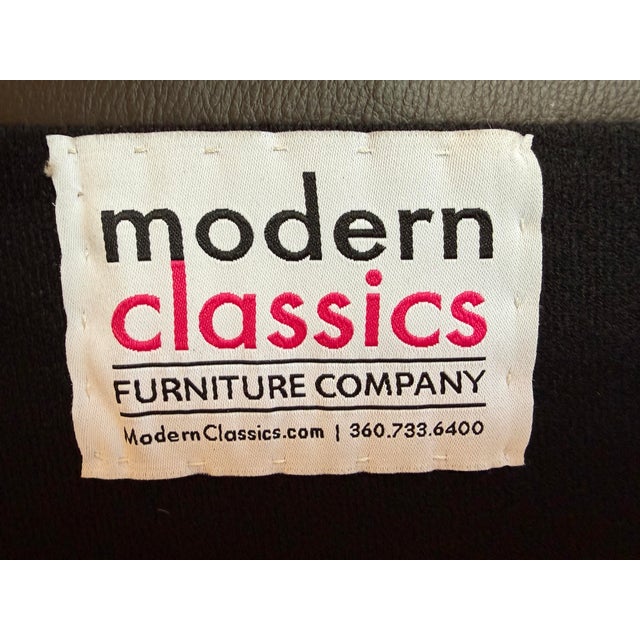 modern
classics
FURNITURE COMPANY
ModernClassics.com | 360.733.6400